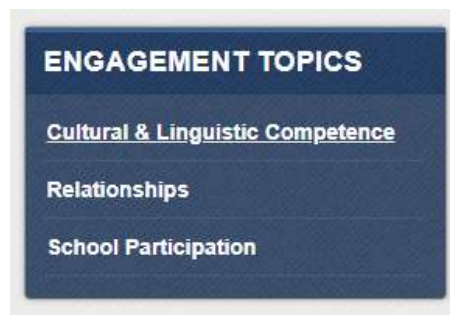 ENGAGEMENT TOPICS
Cultural & Linguistic Competence
Relationships
School Participation